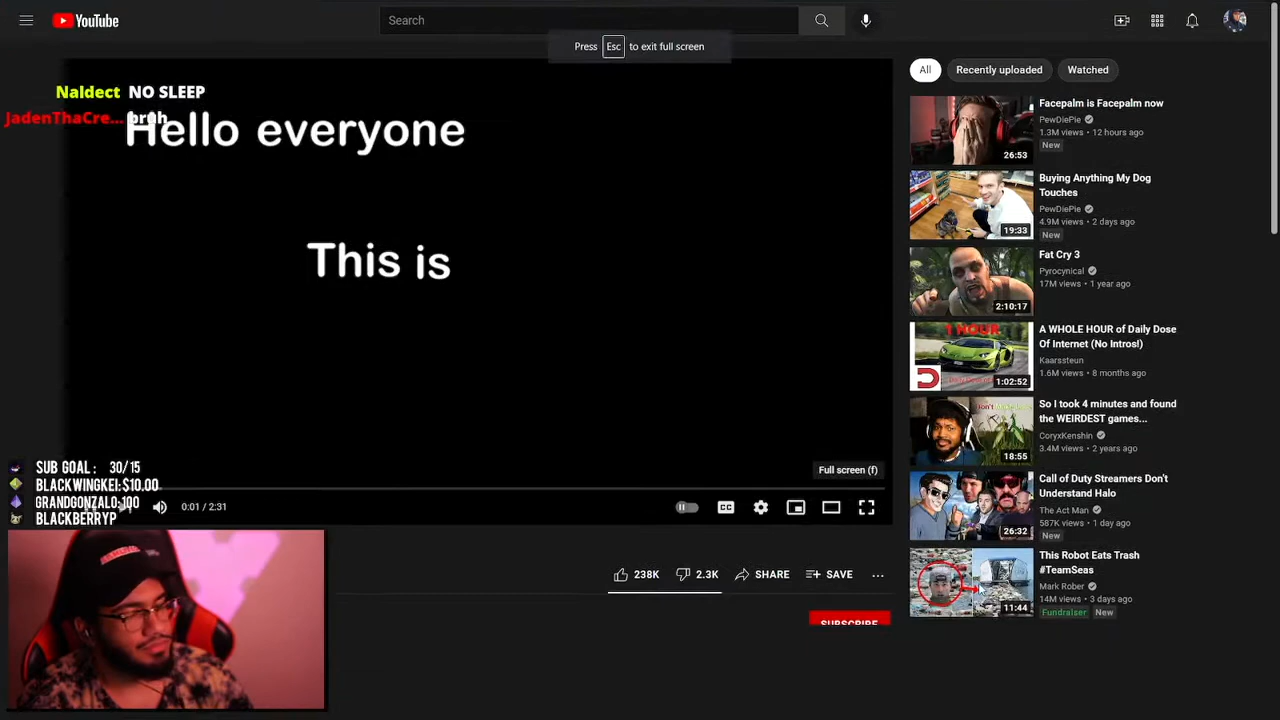 YouTube
Search
Press Esc to exit full screen
Naldect NO SLEEP
JadenThaCre... bruh
Hello everyone
This is
All
Recently uploaded
Watched
Facepalm is Facepalm now
PewDiePie
1.3M views • 12 hours ago
New
26:53
Buying Anything My Dog
Touches
PewDiePie
4.9M views • 2 days ago
New
19:33
Fat Cry 3
Pyrocynical
17M views • 1 year ago
2:10:17
1 HOUR
A WHOLE HOUR of Daily Dose
Of Internet (No Intros!)
Kaarssteun
1.6M views • 8 months ago
1:02:52
So I took 4 minutes and found
the WEIRDEST games...
CoryxKenshin
3.4M views • 2 years ago
18:55
Call of Duty Streamers Don't
Understand Halo
The Act Man
587K views • 1 day ago
New
26:32
This Robot Eats Trash
#TeamSeas
Mark Rober
14M views • 3 days ago
Fundraiser
New
11:44
Full screen (f)
SUB GOAL : 30/15
BLACKWINGKEI: $10.00
GRANDGONZALO: 100
BLACKBERRYP
0:01 / 2:31
CC
238K
2.3K
SHARE
SAVE
SUBSCRIBE